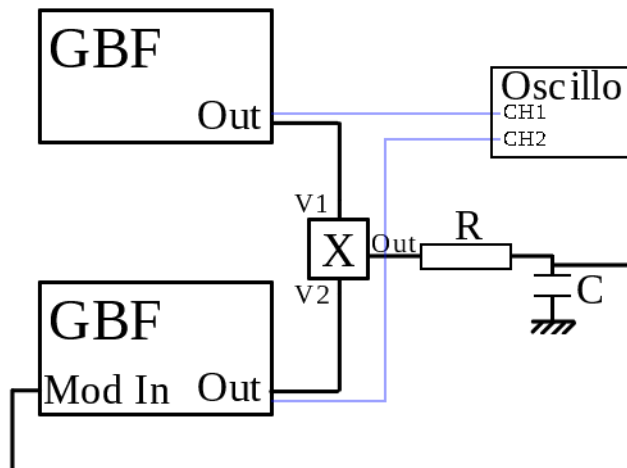 GBF
Out
Oscillo
CH1
CH2
V1
X
Out
R
V2
C
GBF
Mod In Out